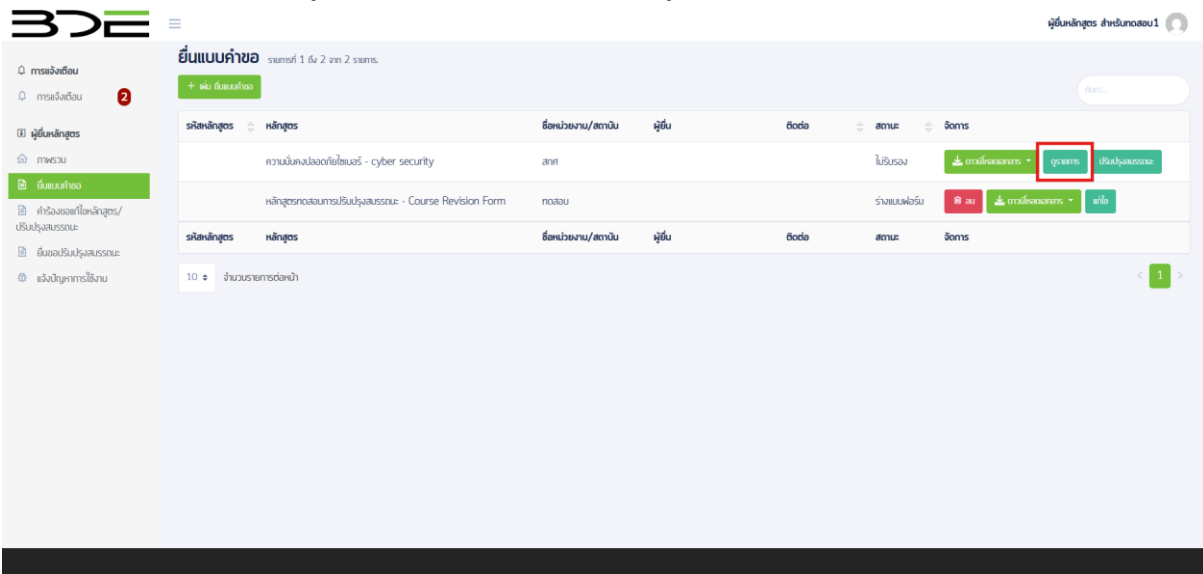 BDE
ผู้ยื่นหลักสูตร สำหรับทดสอบ1
การแจ้งเตือน
การแจ้งเตือน 2
ผู้ยื่นหลักสูตร
ภาพรวม
ยื่นแบบคำขอ
คำร้องขอแก้ไขหลักสูตร/
ปรับปรุงสมรรถนะ
ยื่นขอปรับปรุงสมรรถนะ
แจ้งปัญหาการใช้งาน
ยื่นแบบคำขอ รายการที่ 1 ถึง 2 จาก 2 รายการ.
+ เพิ่ม ยื่นแบบคำขอ
ค้นหา...
รหัสหลักสูตร หลักสูตร ชื่อหน่วยงาน/สถาบัน ผู้ยื่น ติดต่อ สถานะ จัดการ
ความมั่นคงปลอดภัยไซเบอร์ - cyber security สกศ ไม่รับรอง ดาวน์โหลดเอกสาร ดูรายการ ปรับปรุงสมรรถนะ
หลักสูตรทดสอบการปรับปรุงสมรรถนะ - Course Revision Form ทดสอบ ร่างแบบฟอร์ม ลบ ดาวน์โหลดเอกสาร แก้ไข
รหัสหลักสูตร หลักสูตร ชื่อหน่วยงาน/สถาบัน ผู้ยื่น ติดต่อ สถานะ จัดการ
10 จำนวนรายการต่อหน้า
< 1 >